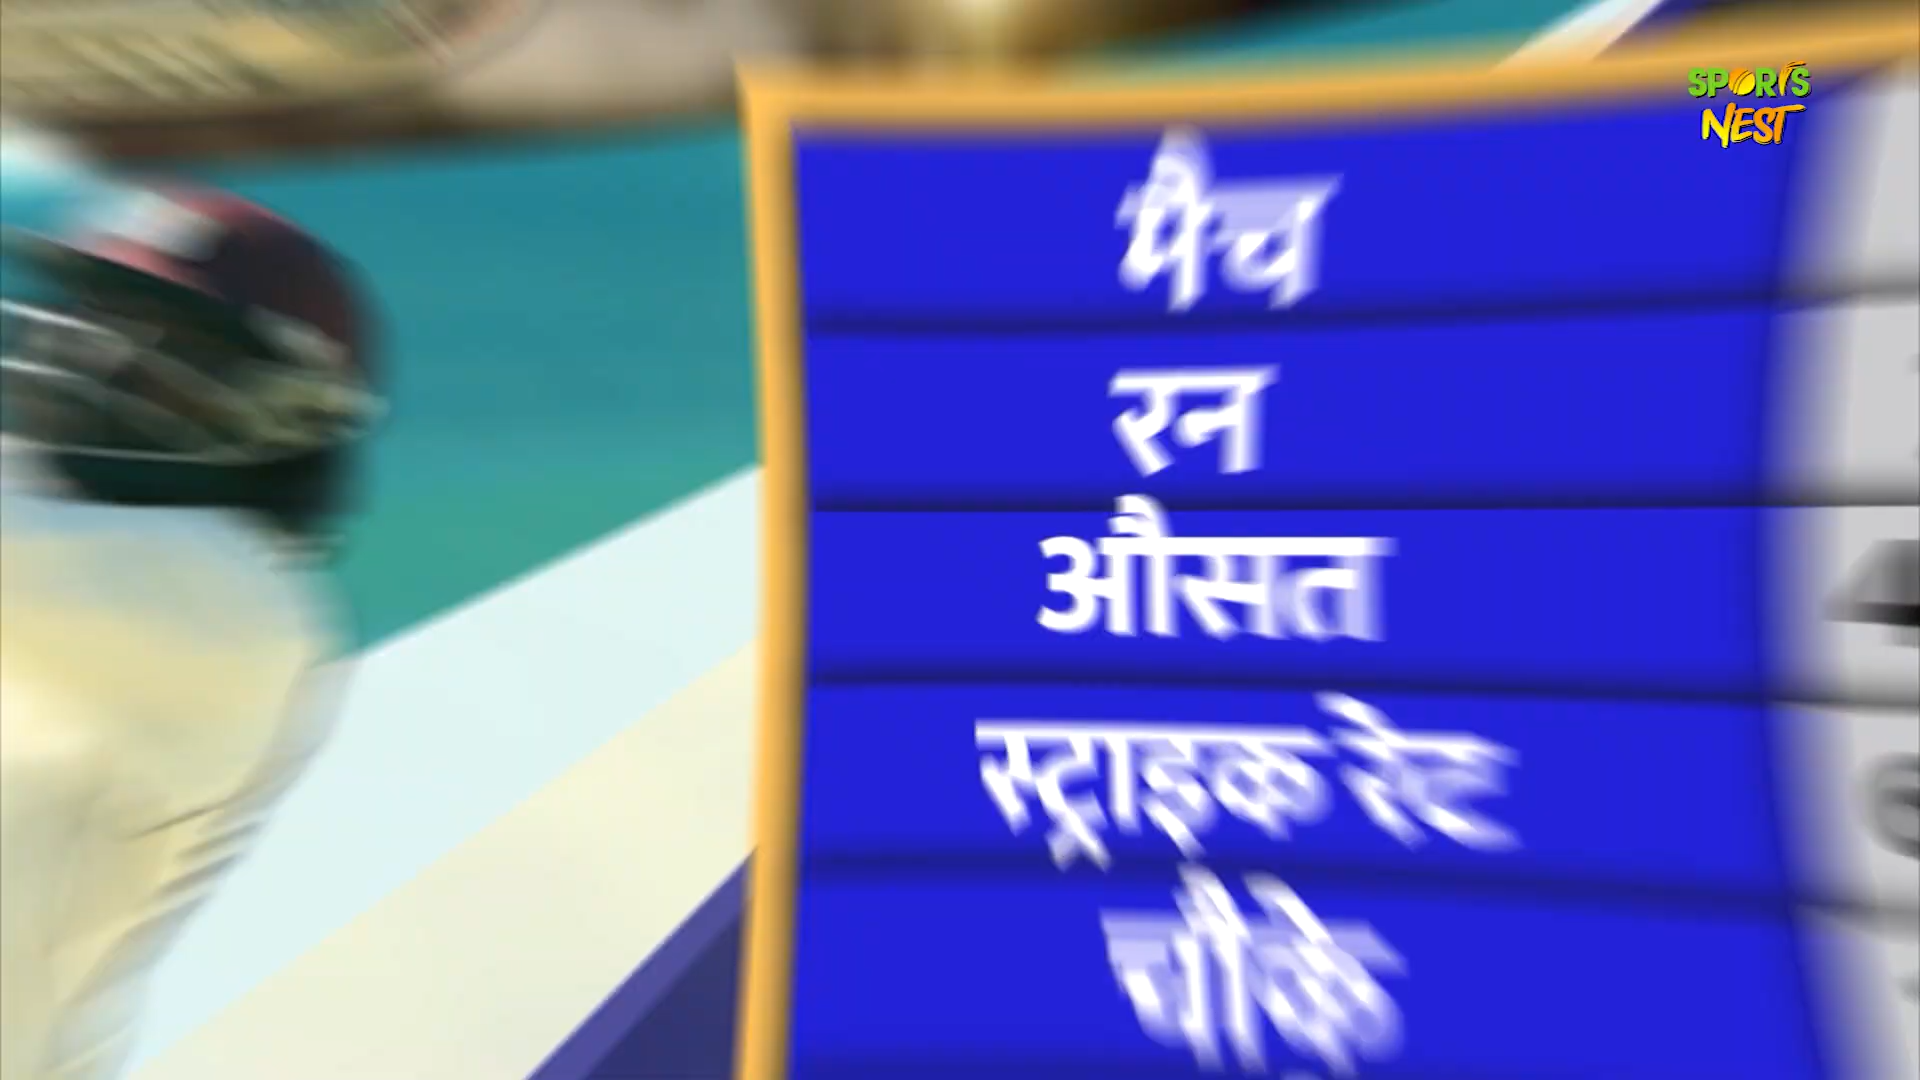 SPORTS
NEST
मैच
रन
औसत
स्ट्राइक रेट
चौके